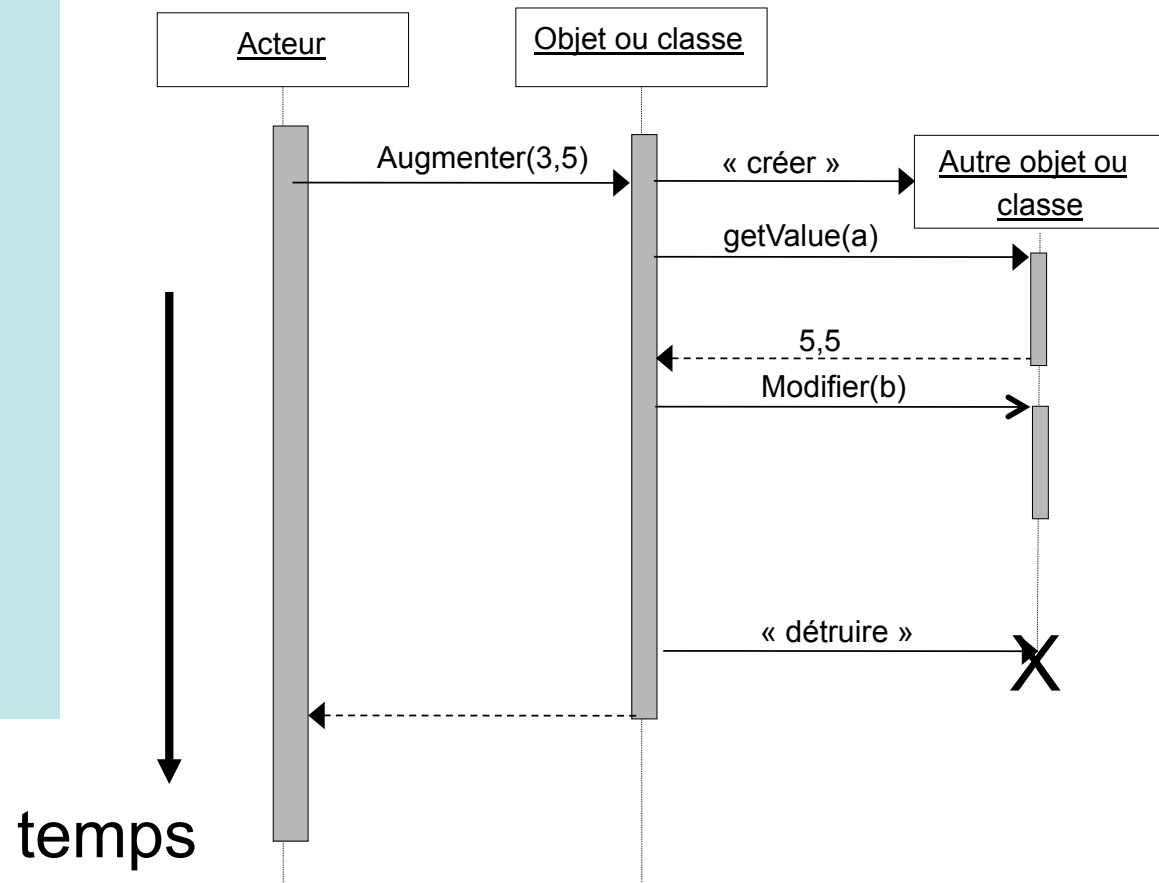 Acteur
Objet ou classe
Augmenter(3,5)
« créer »
Autre objet ou
classe
getValue(a)
5,5
Modifier(b)
« détruire »
X
temps